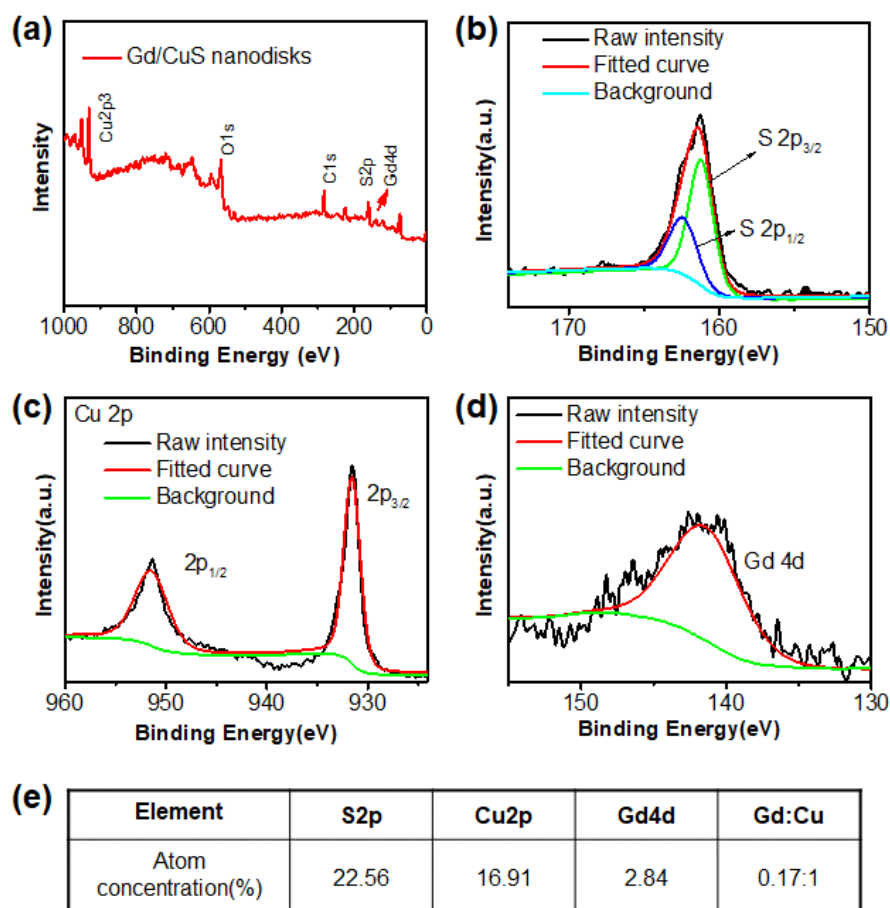 (a)
Gd/CuS nanodisks
Cu2p3
O1s
C1s
S2p
Gd4d
Intensity
1000 800 600 400 200 0
Binding Energy (eV)
(b)
Raw intensity
Fitted curve
Background
S 2p3/2
S 2p1/2
Intensity(a.u.)
170 160 150
Binding Energy(eV)
(c)
Cu 2p
Raw intensity
Fitted curve
Background
2p3/2
2p1/2
Intensity(a.u.)
960 950 940 930
Binding Energy(eV)
(d)
Raw intensity
Fitted curve
Background
Gd 4d
Intensity(a.u.)
150 140 130
Binding Energy(eV)
(e)
Element S2p Cu2p Gd4d Gd:Cu
Atom
concentration(%) 22.56 16.91 2.84 0.17:1